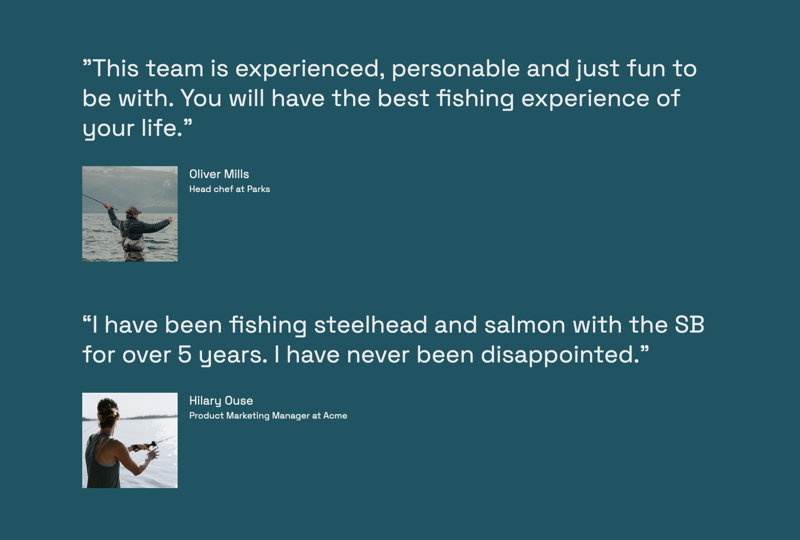 ”This team is experienced, personable and just fun to
be with. You will have the best fishing experience of
your life.”
Oliver Mills
Head chef at Parks
“I have been fishing steelhead and salmon with the SB
for over 5 years. I have never been disappointed.”
Hilary Ouse
Product Marketing Manager at Acme